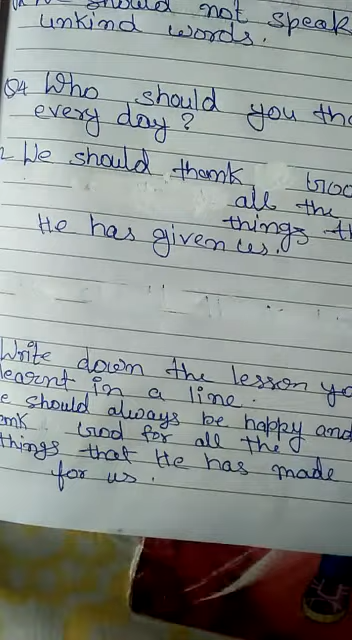 should not speak
unkind words.
Q4 Who should you tha
every day?
We should thank God
all the
things th
He has given us.
Write down the lesson yo
learnt in a line.
e should always be happy and
ank God for all the
things that He has made
for us.